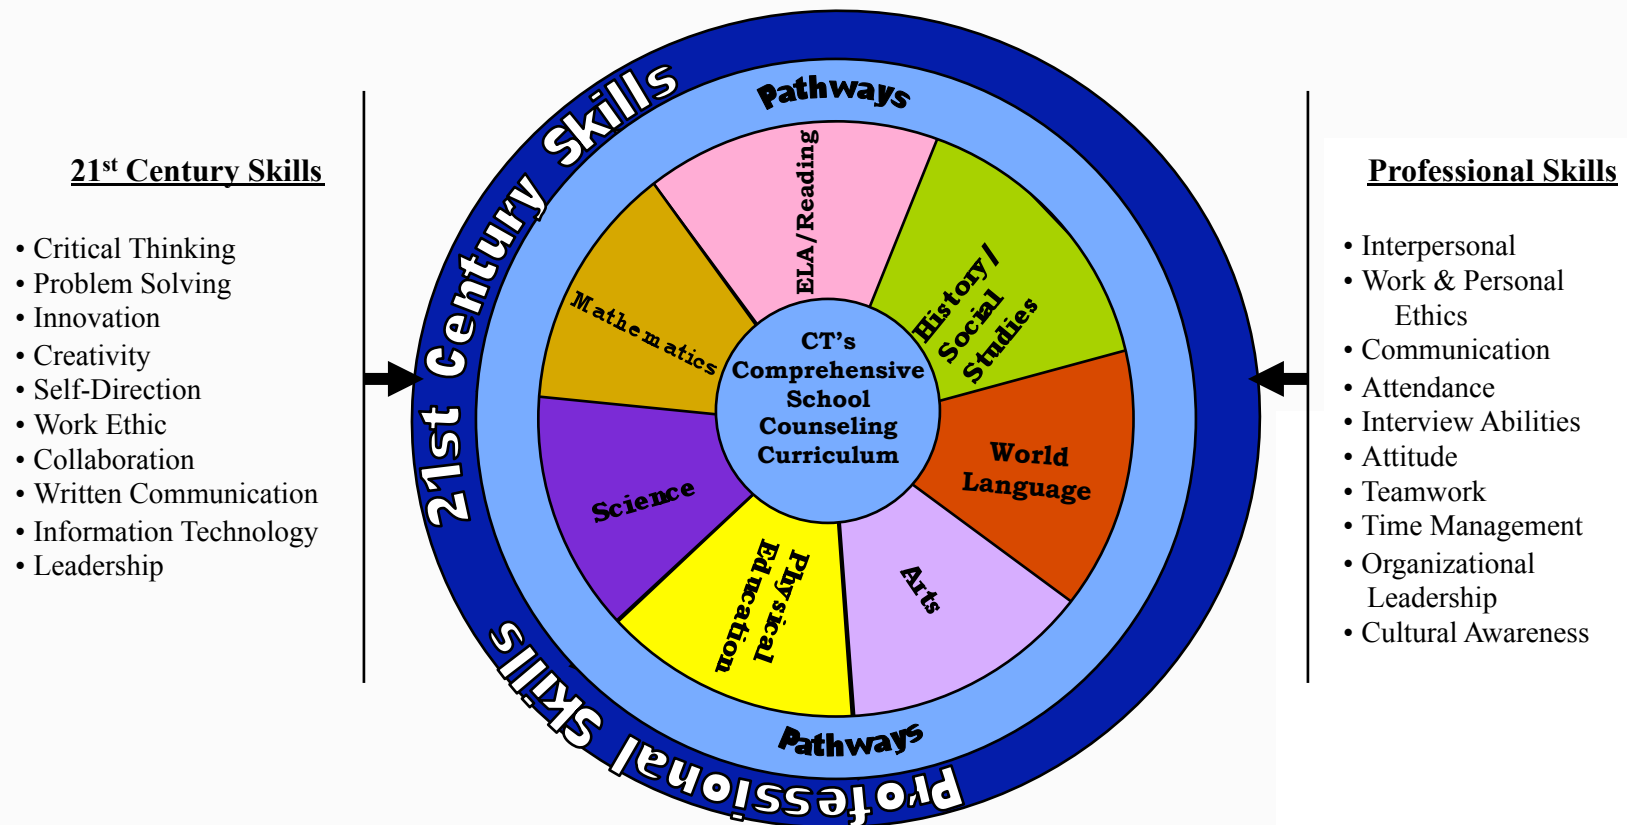 21st Century Skills
• Critical Thinking
• Problem Solving
• Innovation
• Creativity
• Self-Direction
• Work Ethic
• Collaboration
• Written Communication
• Information Technology
• Leadership
21st Century Skills
Professional Skills
Pathways
ELA/Reading
History/
Social
Studies
World
Language
Arts
Physical
Education
Science
Mathematics
CT's
Comprehensive
School
Counseling
Curriculum
Pathways
Professional Skills
• Interpersonal
• Work & Personal
Ethics
• Communication
• Attendance
• Interview Abilities
• Attitude
• Teamwork
• Time Management
• Organizational
Leadership
• Cultural Awareness